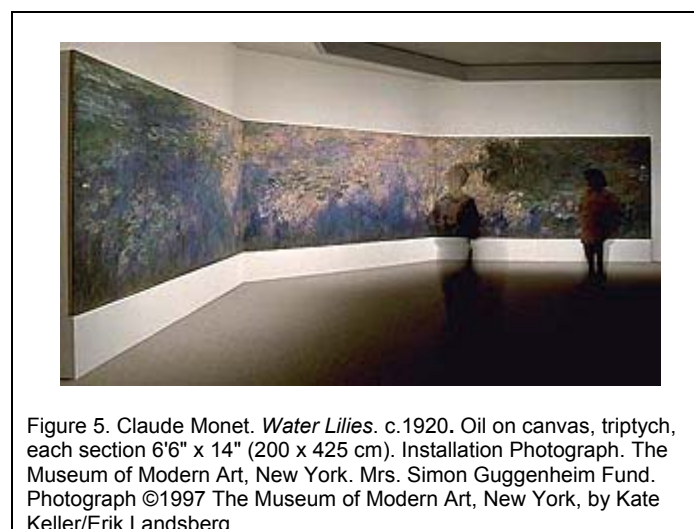 Figure 5. Claude Monet. Water Lilies. c.1920. Oil on canvas, triptych,
each section 6'6" x 14" (200 x 425 cm). Installation Photograph. The
Museum of Modern Art, New York. Mrs. Simon Guggenheim Fund.
Photograph ©1997 The Museum of Modern Art, New York, by Kate
Keller/Erik Landsberg